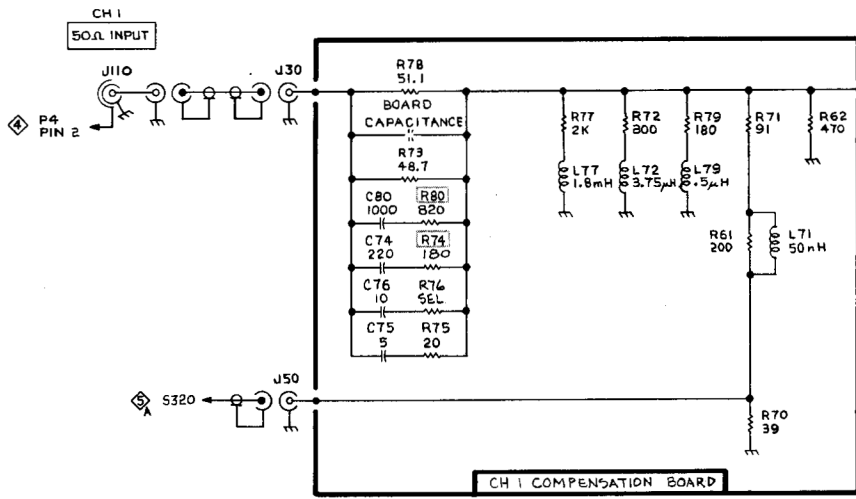 CH 1
50Ω INPUT
J110
J30
4
P4
PIN 2
R78
51.1
BOARD
CAPACITANCE
R73
48.7
C80
1000
R80
820
C74
220
R74
180
C76
10
R76
SEL
C75
5
R75
20
R77
2K
R72
300
R79
180
R71
91
R62
470
L77
1.8mH
L72
3.75μH
L79
.5μH
R61
200
L71
50nH
5
A
S320
J50
R70
39
CH 1 COMPENSATION BOARD